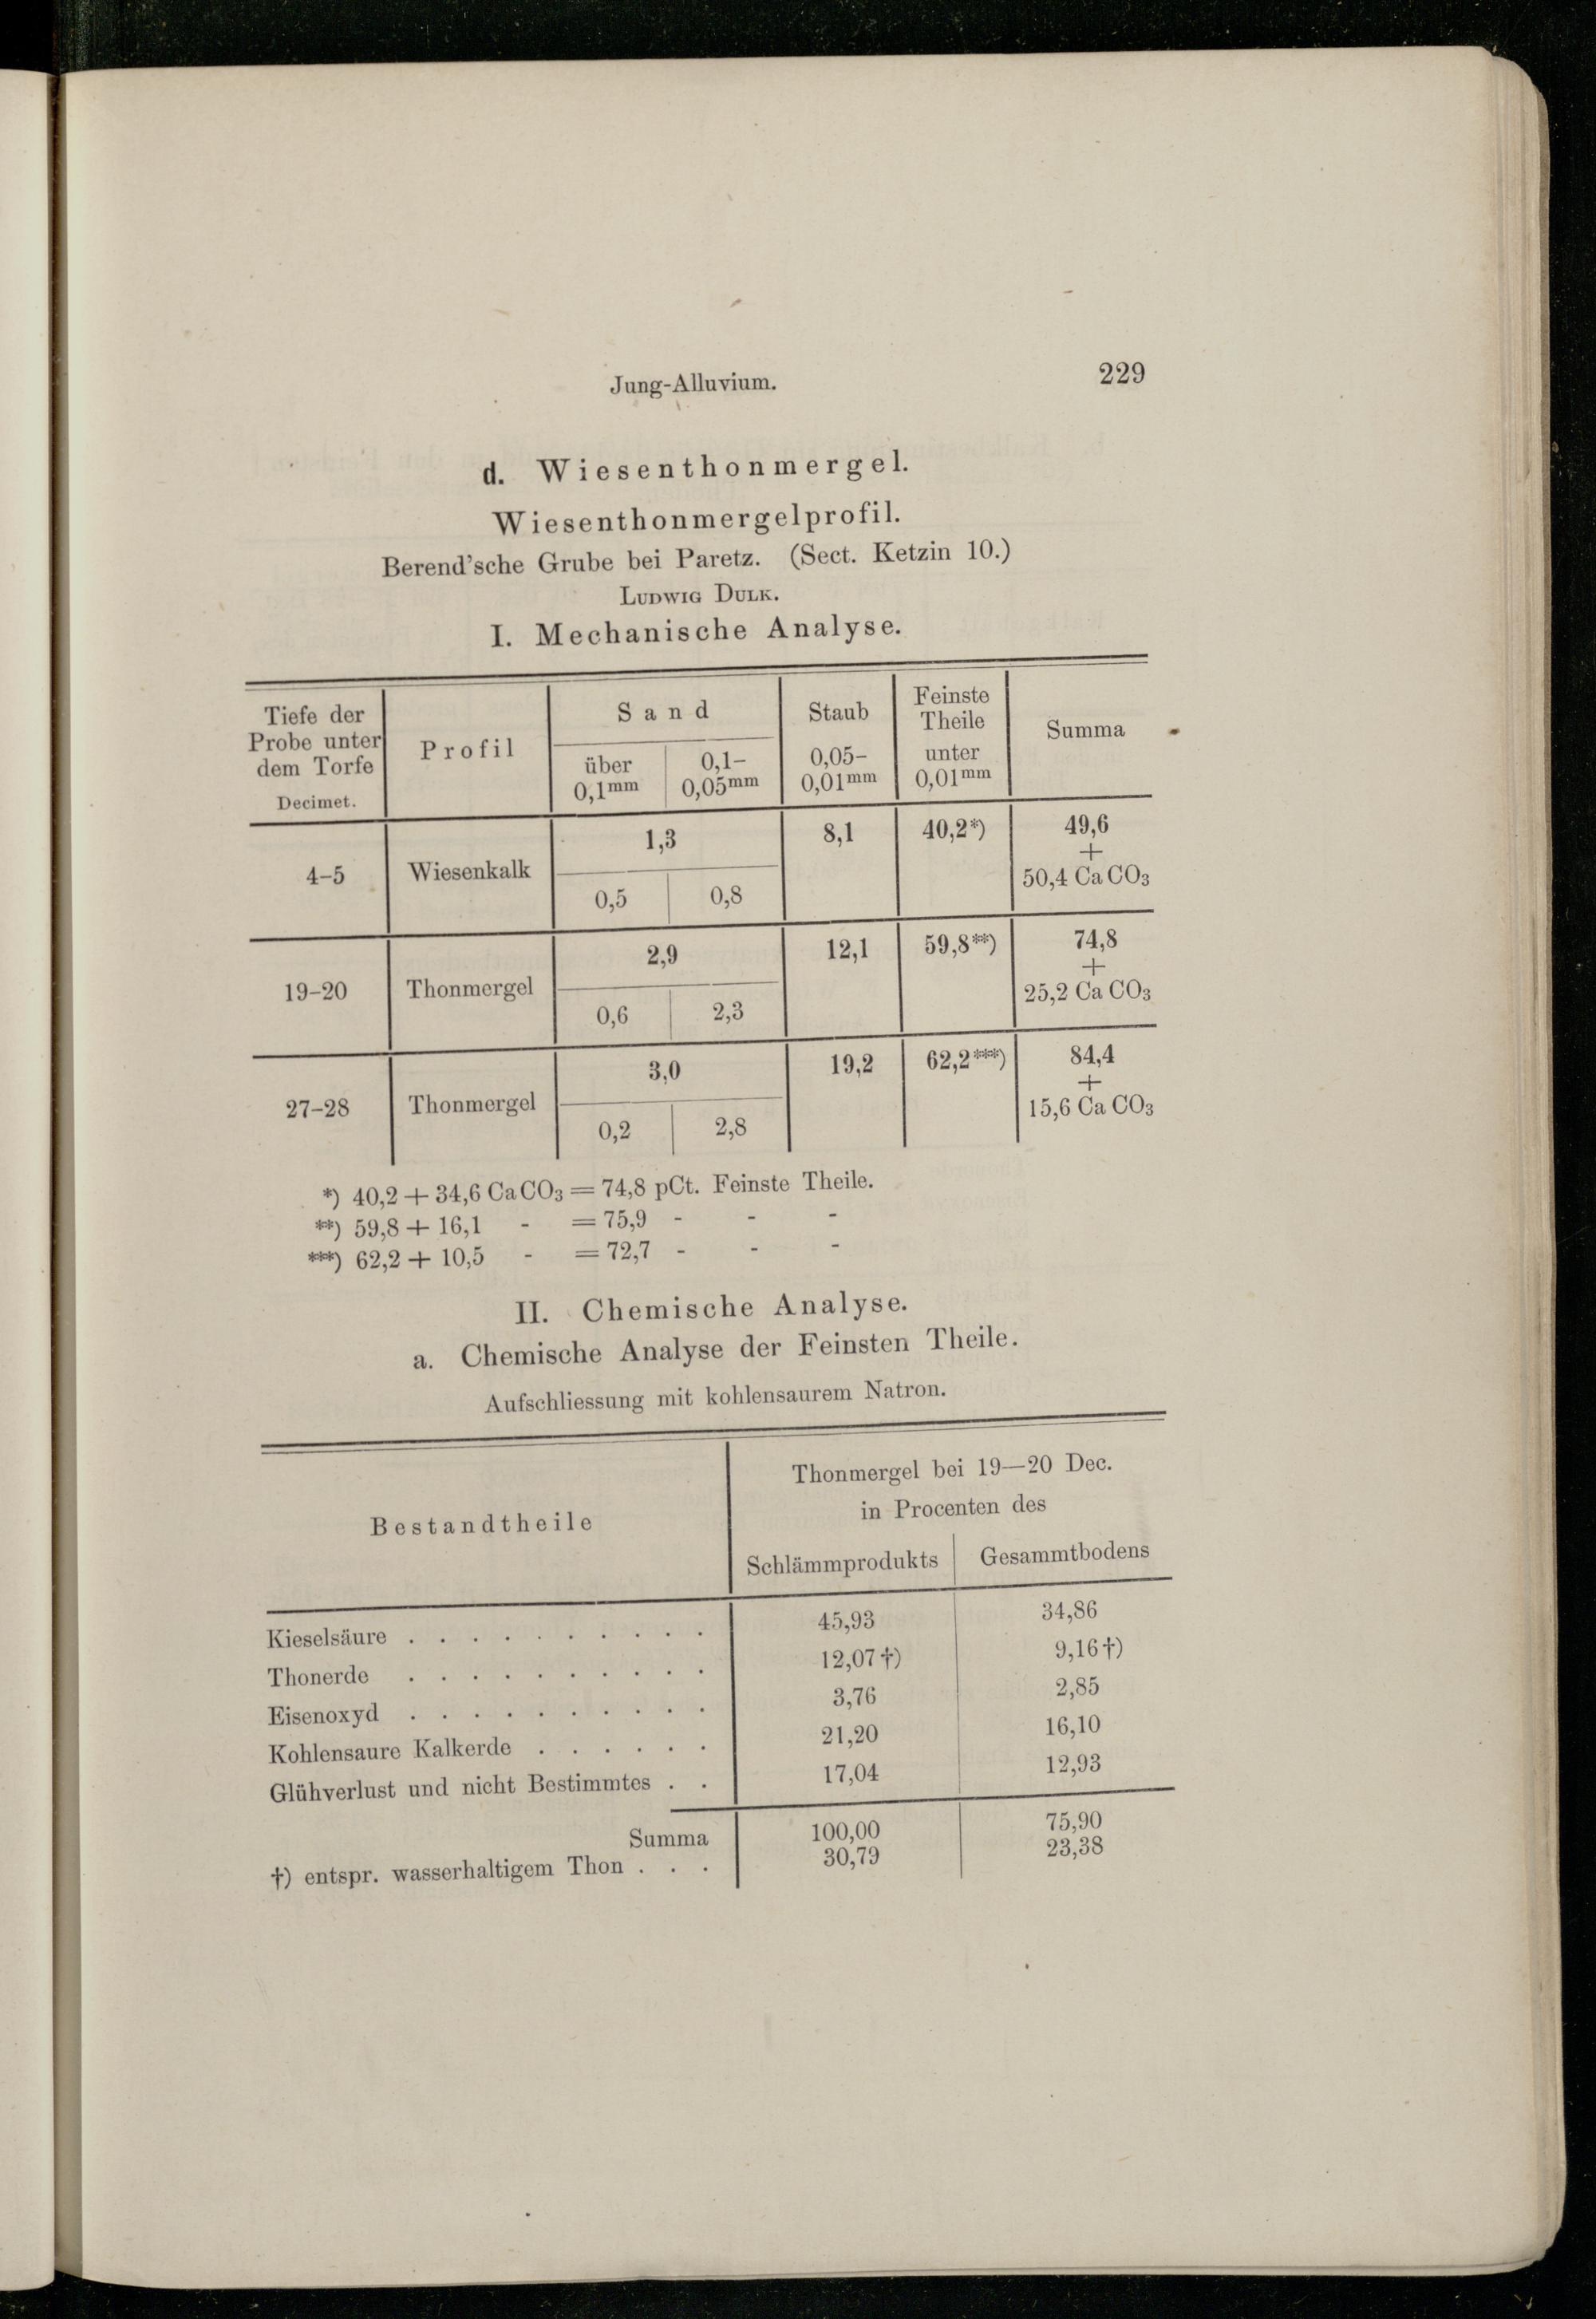 Jung-Alluvium. 229
d. Wiesenthonmergel.
Wiesenthonmergelprofil.
Berend'sche Grube bei Paretz. (Sect. Ketzin 10.)
Ludwig Dulk.
I. Mechanische Analyse.
Tiefe der Probe unter dem Torfe Decimet. | Profil | Sand über 0,1mm | Sand 0,1–0,05mm | Staub 0,05–0,01mm | Feinste Theile unter 0,01mm | Summa
4–5 | Wiesenkalk | 1,3 | 8,1 | 40,2*) | 49,6 + 50,4 CaCO3
0,5 | 0,8
19–20 | Thonmergel | 2,9 | 12,1 | 59,8**) | 74,8 + 25,2 CaCO3
0,6 | 2,3
27–28 | Thonmergel | 3,0 | 19,2 | 62,2***) | 84,4 + 15,6 CaCO3
0,2 | 2,8
*) 40,2 + 34,6 CaCO3 = 74,8 pCt. Feinste Theile.
**) 59,8 + 16,1 - = 75,9 - - -
***) 62,2 + 10,5 - = 72,7 - - -
II. Chemische Analyse.
a. Chemische Analyse der Feinsten Theile.
Aufschliessung mit kohlensaurem Natron.
Bestandtheile | Thonmergel bei 19—20 Dec.
in Procenten des
Schlämmprodukts | Gesammtbodens
Kieselsäure . . . . . . . . . . 45,93 | 34,86
Thonerde . . . . . . . . . . 12,07†) | 9,16†)
Eisenoxyd . . . . . . . . . . 3,76 | 2,85
Kohlensaure Kalkerde . . . . . . 21,20 | 16,10
Glühverlust und nicht Bestimmtes . . 17,04 | 12,93
Summa 100,00 | 75,90
†) entspr. wasserhaltigem Thon . . . 30,79 | 23,38